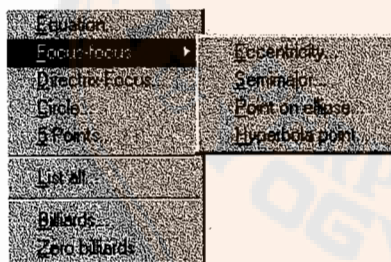 Equation
Focus-focus
Directrix-Focus...
Circle...
5 Points...
List all...
Billiards...
Zero billiards
Eccentricity...
Semimajor...
Point on ellipse...
Hyperbola point...